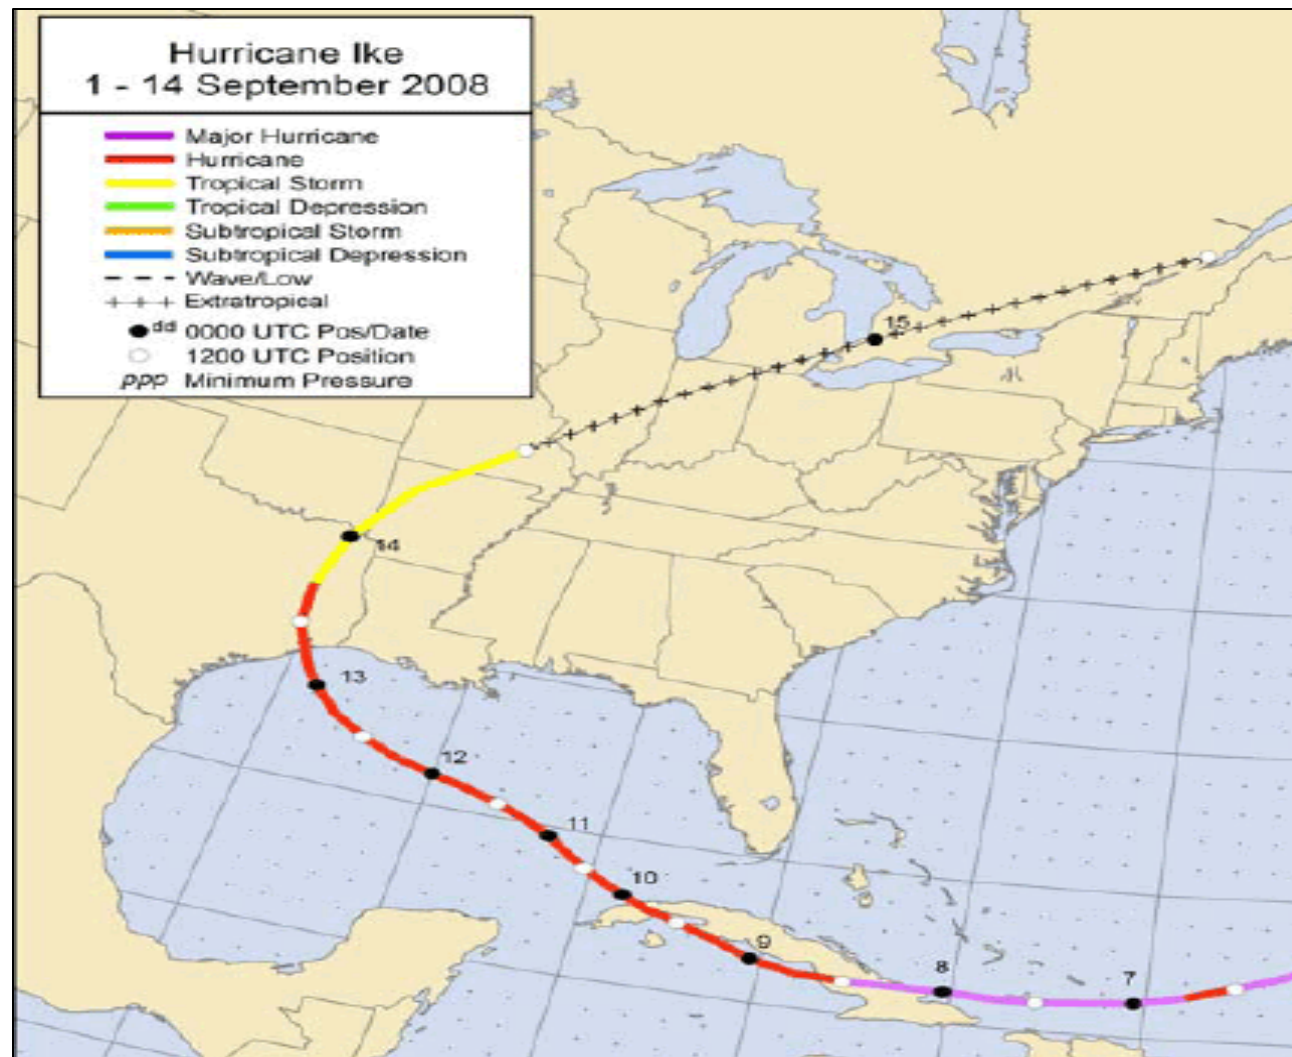 Hurricane Ike
1 - 14 September 2008
Major Hurricane
Hurricane
Tropical Storm
Tropical Depression
Subtropical Storm
Subtropical Depression
Wave/Low
Extratropical
dd 0000 UTC Pos/Date
1200 UTC Position
PPP Minimum Pressure
15
14
13
12
11
10
9
8
7